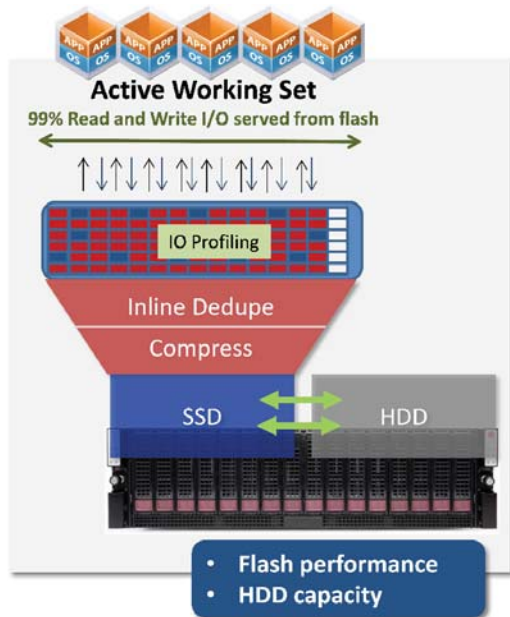 APP APP APP APP APP APP APP APP APP APP
OS OS OS OS OS OS OS OS OS OS
Active Working Set
99% Read and Write I/O served from flash
IO Profiling
Inline Dedupe
Compress
SSD HDD
• Flash performance
• HDD capacity